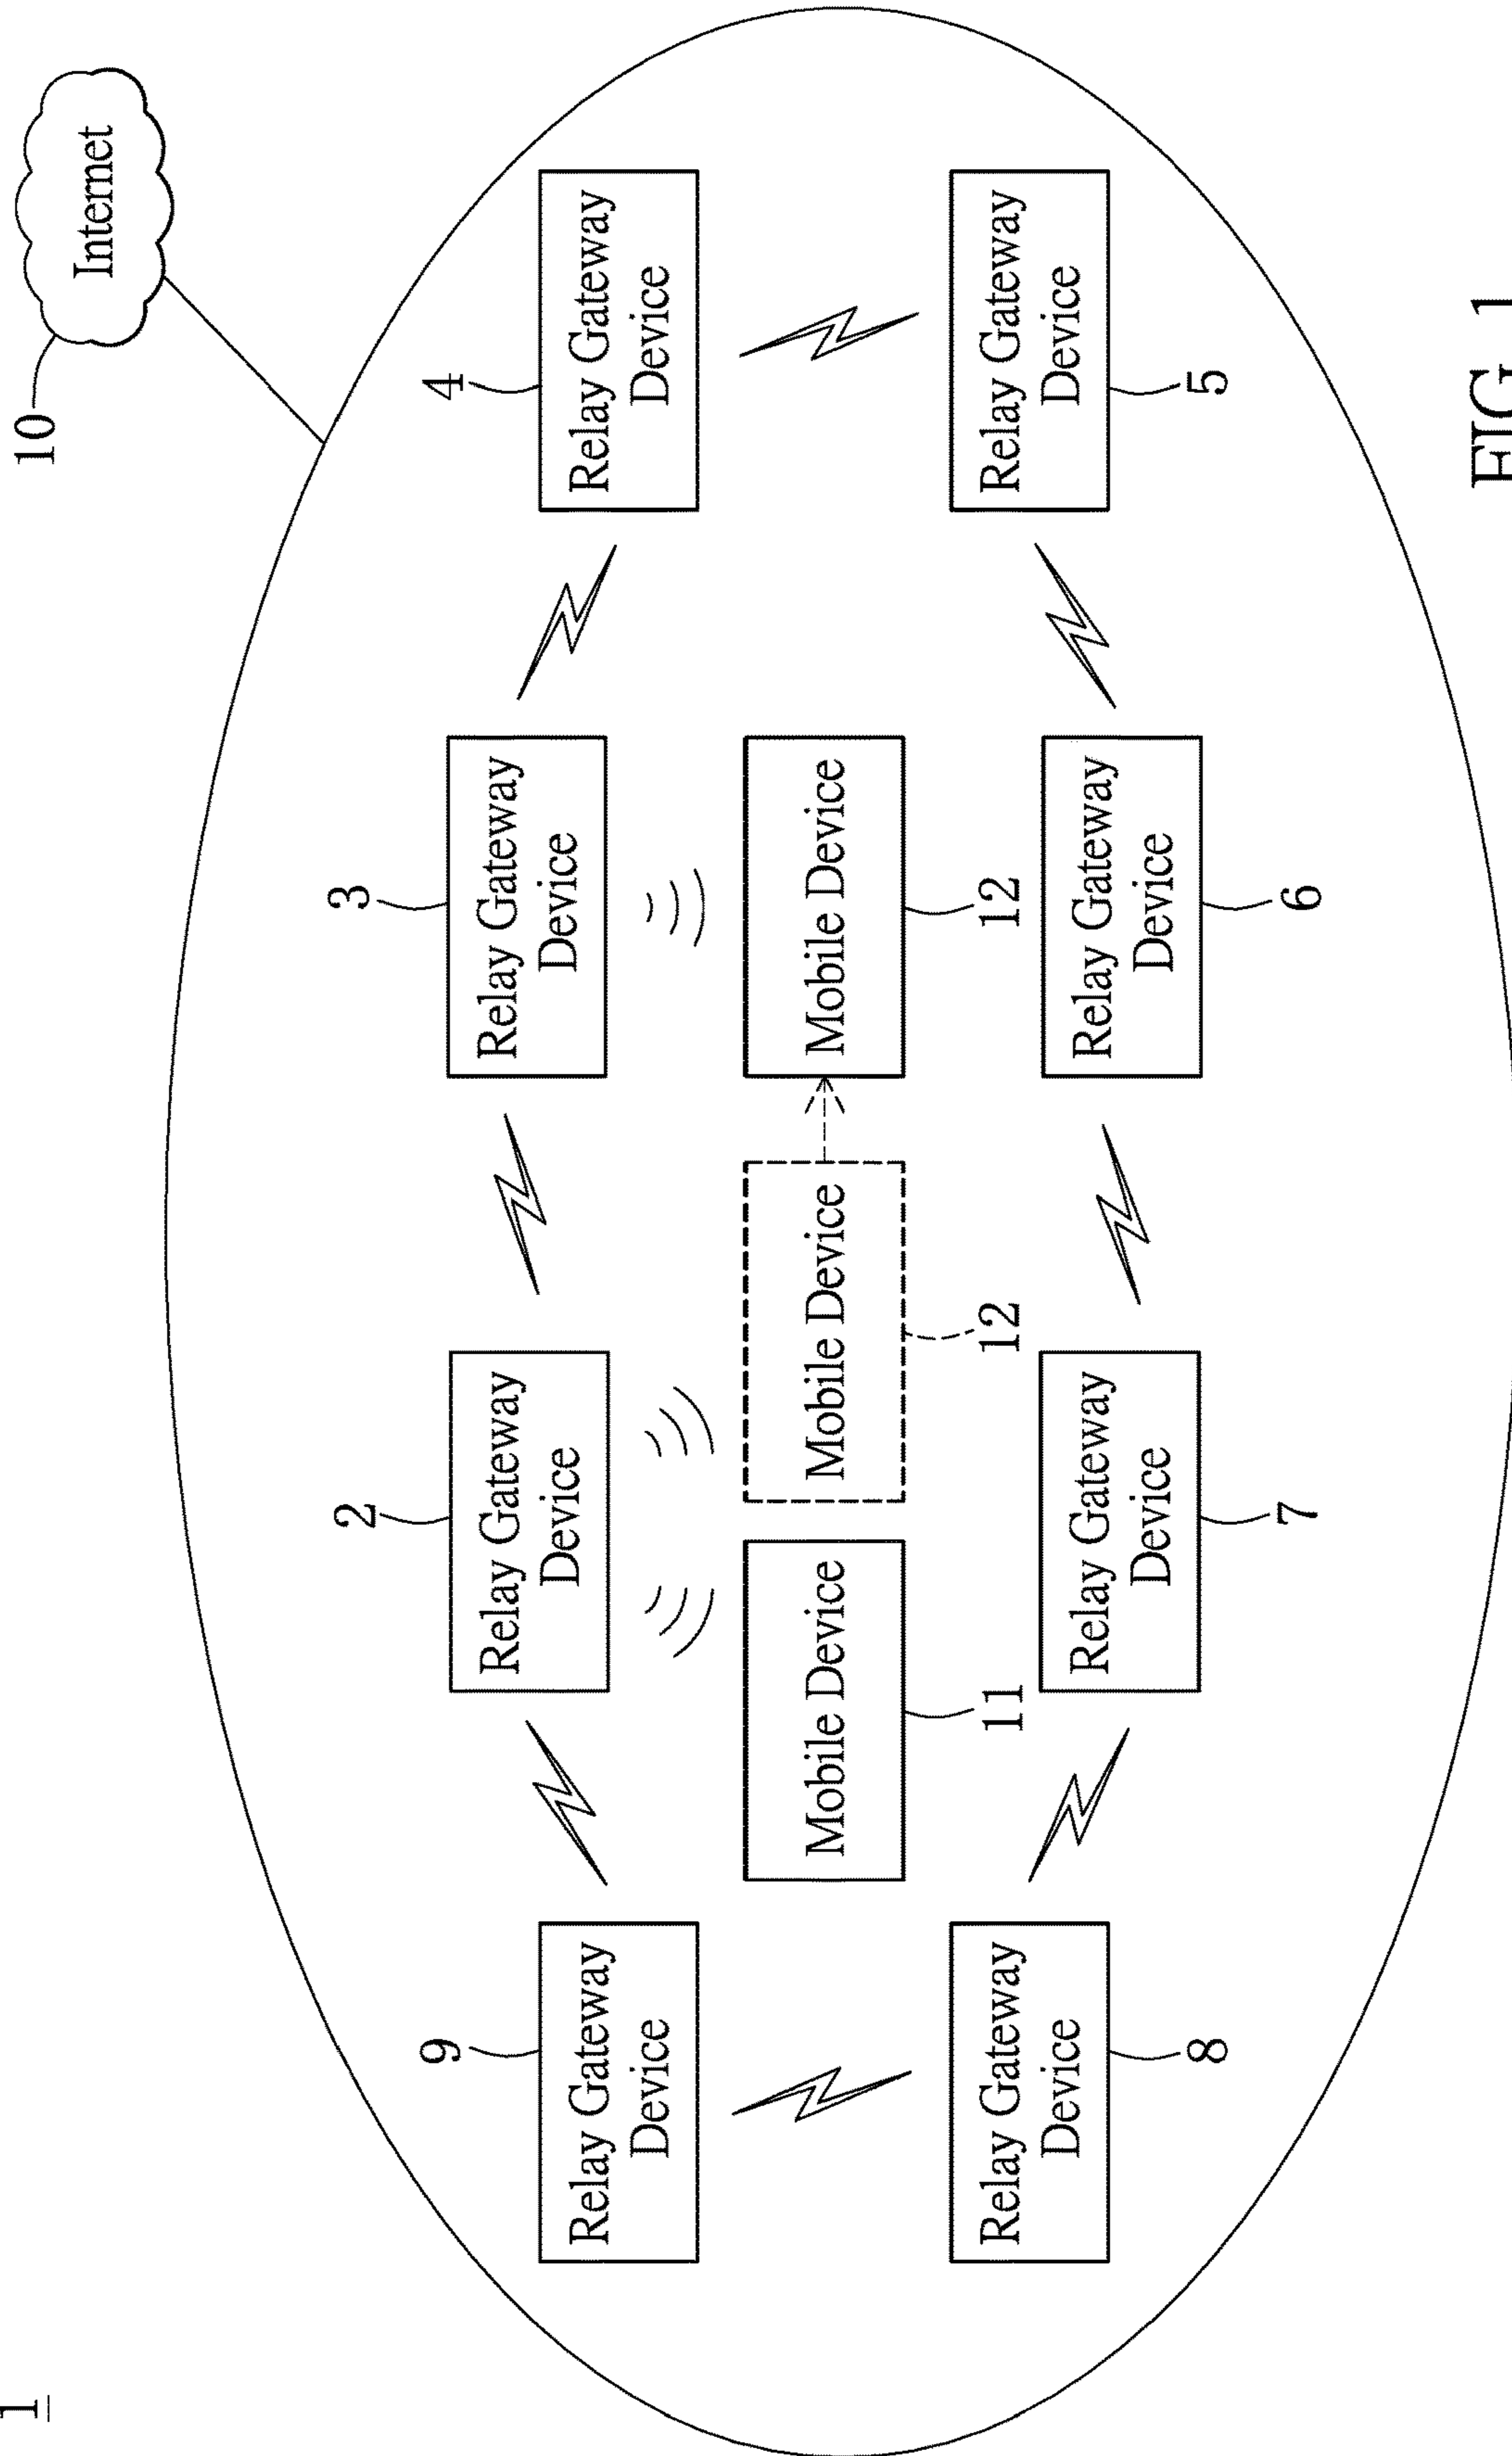 1
Internet
10
2
Relay Gateway
Device
3
Relay Gateway
Device
9
Relay Gateway
Device
4
Relay Gateway
Device
Mobile Device
11
Mobile Device
12
Mobile Device
12
Relay Gateway
Device
8
Relay Gateway
Device
5
Relay Gateway
Device
7
Relay Gateway
Device
6
FIG. 1